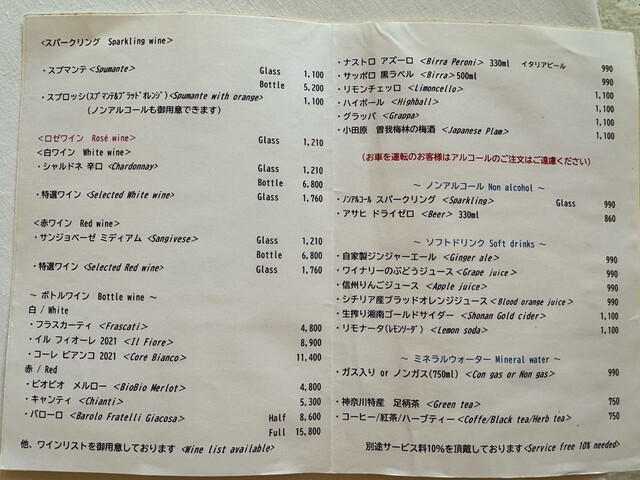 <スパークリング Sparkling wine>
・スプマンテ <Spumante> Glass 1,100
Bottle 5,200
・スプロッシ(ｽﾌﾟﾏﾝﾃ&ﾌﾞﾗｯﾄﾞｵﾚﾝｼﾞ) <Spumante with orange> 1,100
(ノンアルコールも御用意できます)
<ロゼワイン Rosé wine> Glass 1,210
<白ワイン White wine>
・シャルドネ 辛口 <Chardonnay> Glass 1,210
Bottle 6,800
・特選ワイン <Selected White wine> Glass 1,760
<赤ワイン Red wine>
・サンジョベーゼ ミディアム <Sangivese> Glass 1,210
Bottle 6,800
・特選ワイン <Selected Red wine> Glass 1,760
～ ボトルワイン Bottle wine ～
白 / White
・フラスカーティ <Frascati> 4,800
・イル フィオーレ 2021 <Il Fiore> 8,900
・コーレ ビアンコ 2021 <Core Bianco> 11,400
赤 / Red
・ビオビオ メルロー <BioBio Merlot> 4,800
・キャンティ <Chianti> 5,300
・バローロ <Barolo Fratelli Giacosa> Half 8,600
Full 15,800
他、ワインリストを御用意しております <Wine list available>
・ナストロ アズーロ <Birra Peroni> 330ml イタリアビール 990
・サッポロ 黒ラベル <Birra>500ml 990
・リモンチェッロ <Limoncello> 1,100
・ハイボール <Highball> 1,100
・グラッパ <Grappa> 1,100
・小田原 曽我梅林の梅酒 <Japanese Plam> 1,100
(お車を運転のお客様はアルコールのご注文はご遠慮ください)
～ ノンアルコール Non alcohol ～
・ﾉﾝｱﾙｺｰﾙ スパークリング <Sparkling> Glass 990
・アサヒ ドライゼロ <Beer> 330ml 860
～ ソフトドリンク Soft drinks ～
・自家製ジンジャーエール <Ginger ale> 990
・ワイナリーのぶどうジュース <Grape juice> 990
・信州りんごジュース <Apple juice> 990
・シチリア産ブラッドオレンジジュース <Blood orange juice> 990
・生搾り湘南ゴールドサイダー <Shonan Gold cider> 1,100
・リモナータ(ﾚﾓﾝｿｰﾀﾞ) <Lemon soda> 1,100
～ ミネラルウォーター Mineral water ～
・ガス入り or ノンガス(750ml) <Con gas or Non gas> 990
・神奈川特産 足柄茶 <Green tea> 750
・コーヒー/紅茶/ハーブティー <Coffe/Black tea/Herb tea> 750
別途サービス料10%を頂戴しております <Service free 10% needed>